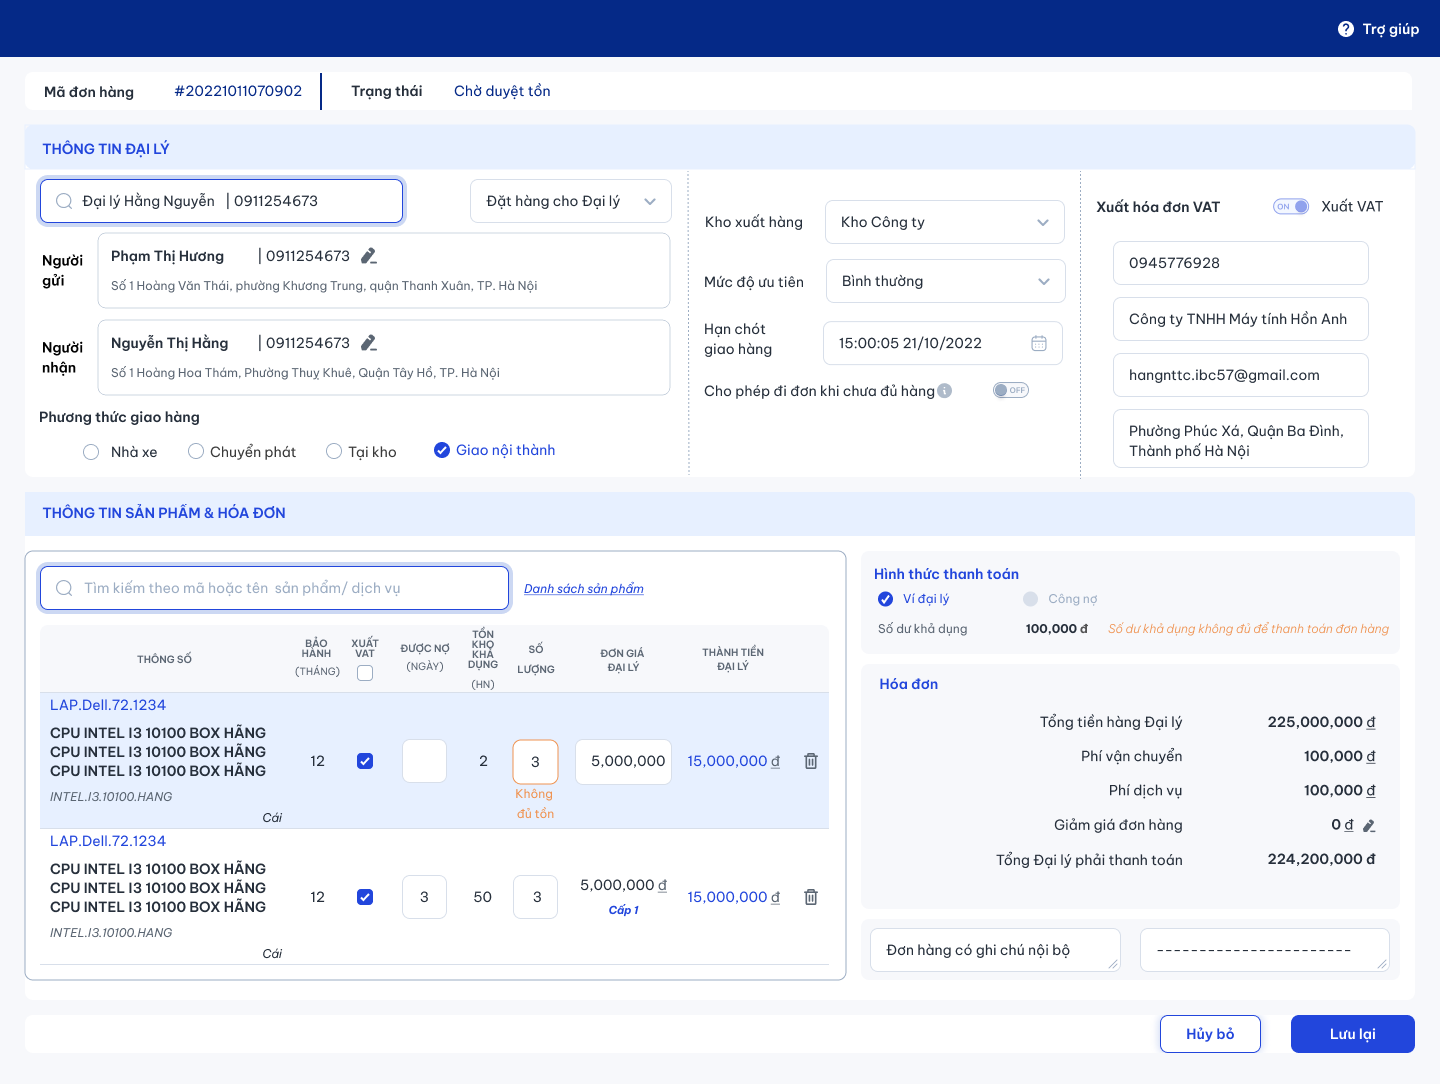 Trợ giúp
Mã đơn hàng #20221011070902 Trạng thái Chờ duyệt tồn
THÔNG TIN ĐẠI LÝ
Đại lý Hằng Nguyễn | 0911254673
Đặt hàng cho Đại lý
Người gửi
Phạm Thị Hương | 0911254673
Số 1 Hoàng Văn Thái, phường Khương Trung, quận Thanh Xuân, TP. Hà Nội
Người nhận
Nguyễn Thị Hằng | 0911254673
Số 1 Hoàng Hoa Thám, Phường Thuỵ Khuê, Quận Tây Hồ, TP. Hà Nội
Phương thức giao hàng
Nhà xe Chuyển phát Tại kho Giao nội thành
Kho xuất hàng Kho Công ty
Mức độ ưu tiên Bình thường
Hạn chót
giao hàng
15:00:05 21/10/2022
Cho phép đi đơn khi chưa đủ hàng OFF
Xuất hóa đơn VAT ON Xuất VAT
0945776928
Công ty TNHH Máy tính Hồn Anh
hangnttc.ibc57@gmail.com
Phường Phúc Xá, Quận Ba Đình,
Thành phố Hà Nội
THÔNG TIN SẢN PHẨM & HÓA ĐƠN
Tìm kiếm theo mã hoặc tên sản phẩm/ dịch vụ
Danh sách sản phẩm
THÔNG SỐ
BẢO
HÀNH
(THÁNG)
XUẤT
VAT
ĐƯỢC NỢ
(NGÀY)
TỒN
KHO
KHẢ
DỤNG
(HN)
SỐ
LƯỢNG
ĐƠN GIÁ
ĐẠI LÝ
THÀNH TIỀN
ĐẠI LÝ
LAP.Dell.72.1234
CPU INTEL I3 10100 BOX HÃNG
CPU INTEL I3 10100 BOX HÃNG
CPU INTEL I3 10100 BOX HÃNG
INTEL.I3.10100.HANG
Cái
12 2 3 5,000,000 15,000,000 đ
Không
đủ tồn
LAP.Dell.72.1234
CPU INTEL I3 10100 BOX HÃNG
CPU INTEL I3 10100 BOX HÃNG
CPU INTEL I3 10100 BOX HÃNG
INTEL.I3.10100.HANG
Cái
12 3 50 3 5,000,000 đ 15,000,000 đ
Cấp 1
Hình thức thanh toán
Ví đại lý Công nợ
Số dư khả dụng 100,000 đ Số dư khả dụng không đủ để thanh toán đơn hàng
Hóa đơn
Tổng tiền hàng Đại lý 225,000,000 đ
Phí vận chuyển 100,000 đ
Phí dịch vụ 100,000 đ
Giảm giá đơn hàng 0 đ
Tổng Đại lý phải thanh toán 224,200,000 đ
Đơn hàng có ghi chú nội bộ
-----------------------
Hủy bỏ Lưu lại